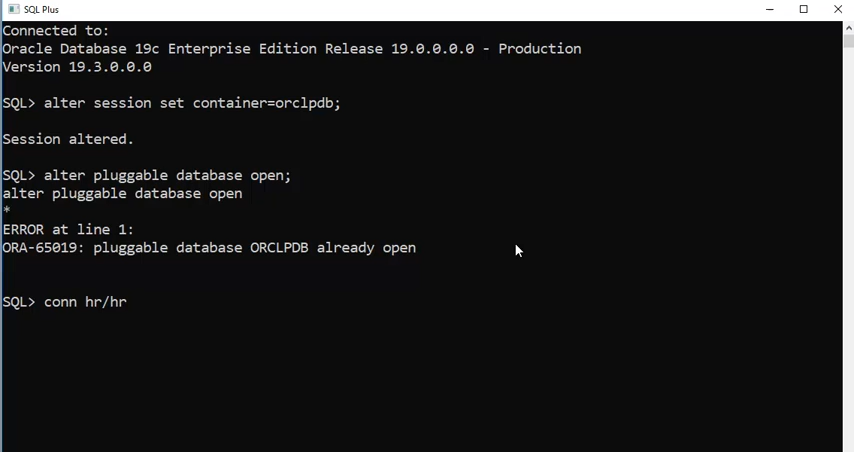 SQL Plus
Connected to:
Oracle Database 19c Enterprise Edition Release 19.0.0.0.0 - Production
Version 19.3.0.0.0
SQL> alter session set container=orclpdb;
Session altered.
SQL> alter pluggable database open;
alter pluggable database open
*
ERROR at line 1:
ORA-65019: pluggable database ORCLPDB already open
SQL> conn hr/hr